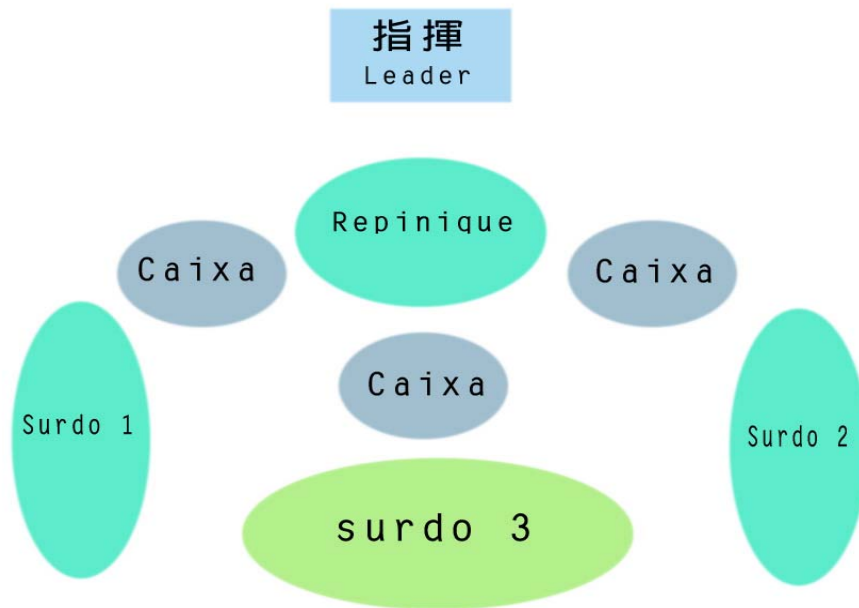 指揮
Leader
Repinique
Caixa
Caixa
Caixa
Surdo 1
Surdo 2
surdo 3